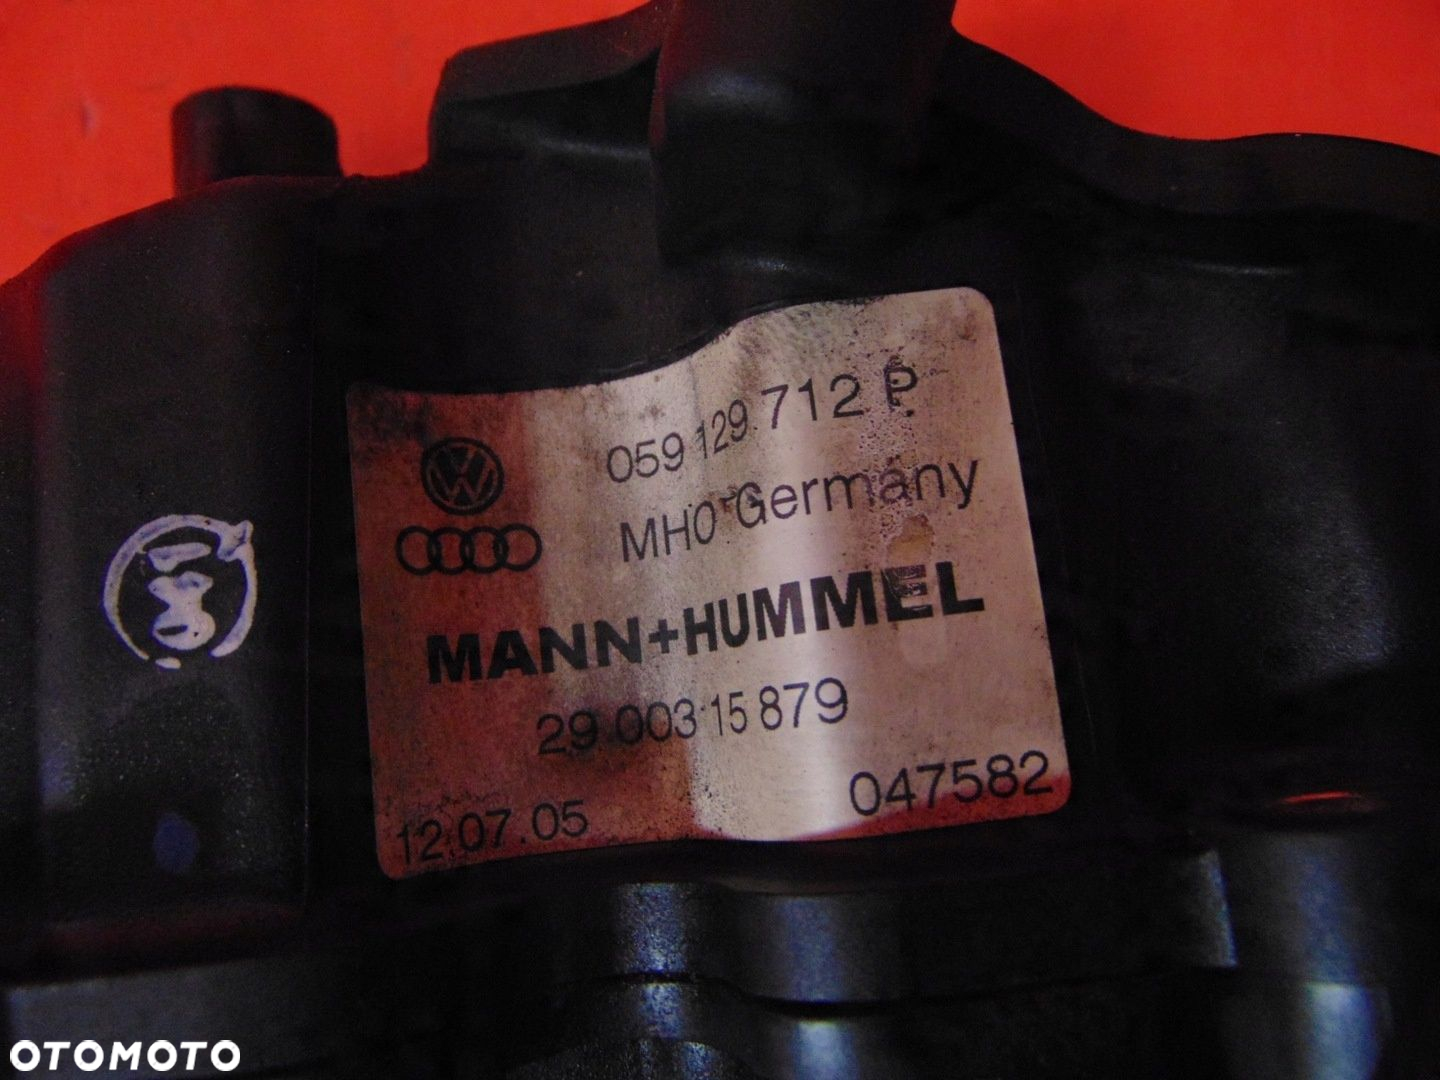 059 129 712 P
MH0 Germany
MANN+HUMMEL
29 003 15 879
12.07.05
047582
OTOMOTO